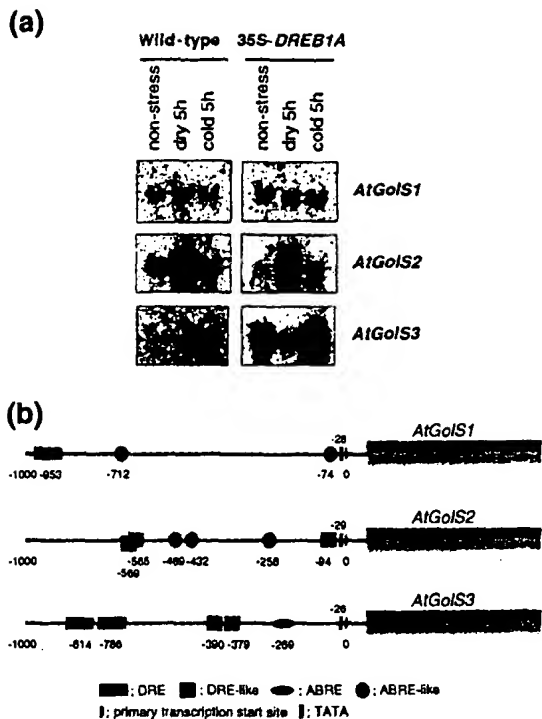 (a)
Wild-type 35S-DREB1A
non-stress dry 5h cold 5h non-stress dry 5h cold 5h
AtGolS1
AtGolS2
AtGolS3
(b)
AtGolS1
-28
-1000 -953 -712 -74 0
AtGolS2
-29
-1000 -565 -469 -432 -258 -94 0
-569
AtGolS3
-26
-1000 -814 -786 -390 -379 -269 0
; DRE ; DRE-like ; ABRE ; ABRE-like
; primary transcription start site ; TATA